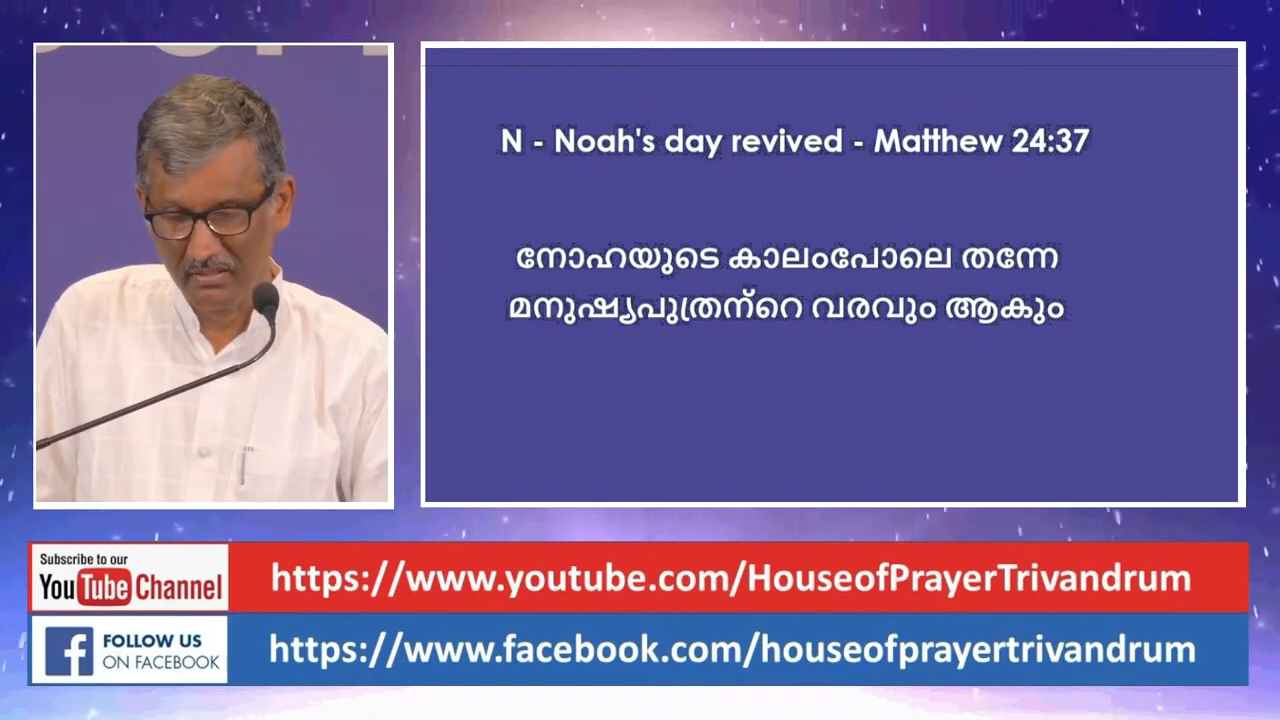 N - Noah's day revived - Matthew 24:37
നോഹയുടെ കാലംപോലെ തന്നേ
മനുഷ്യപുത്രന്റെ വരവും ആകും
Subscribe to our
YouTube Channel
https://www.youtube.com/HouseofPrayerTrivandrum
f FOLLOW US
ON FACEBOOK
https://www.facebook.com/houseofprayertrivandrum